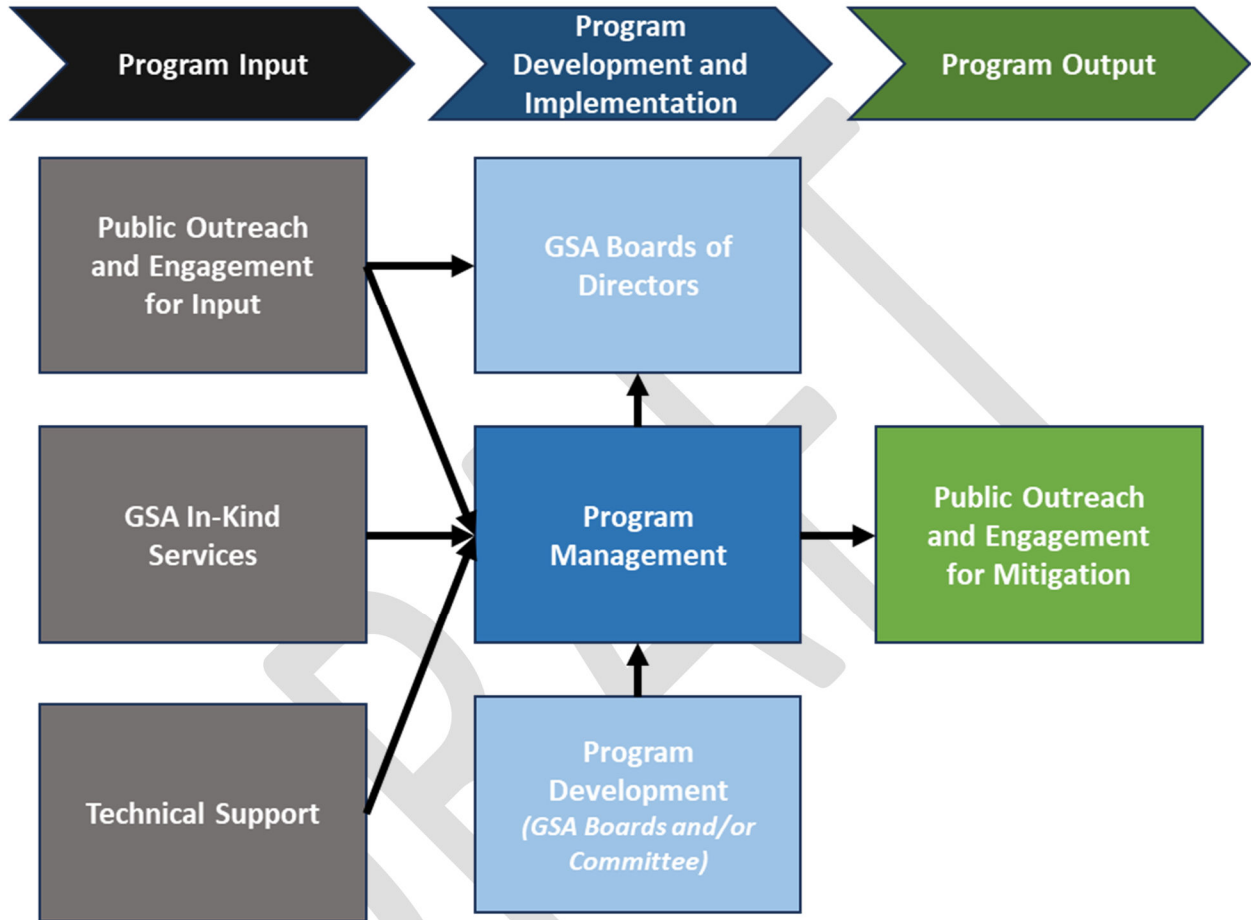 Program Input
Program
Development and
Implementation
Program Output
Public Outreach
and Engagement
for Input
GSA Boards of
Directors
GSA In-Kind
Services
Program
Management
Public Outreach
and Engagement
for Mitigation
Technical Support
Program
Development
(GSA Boards and/or
Committee)
DRAFT